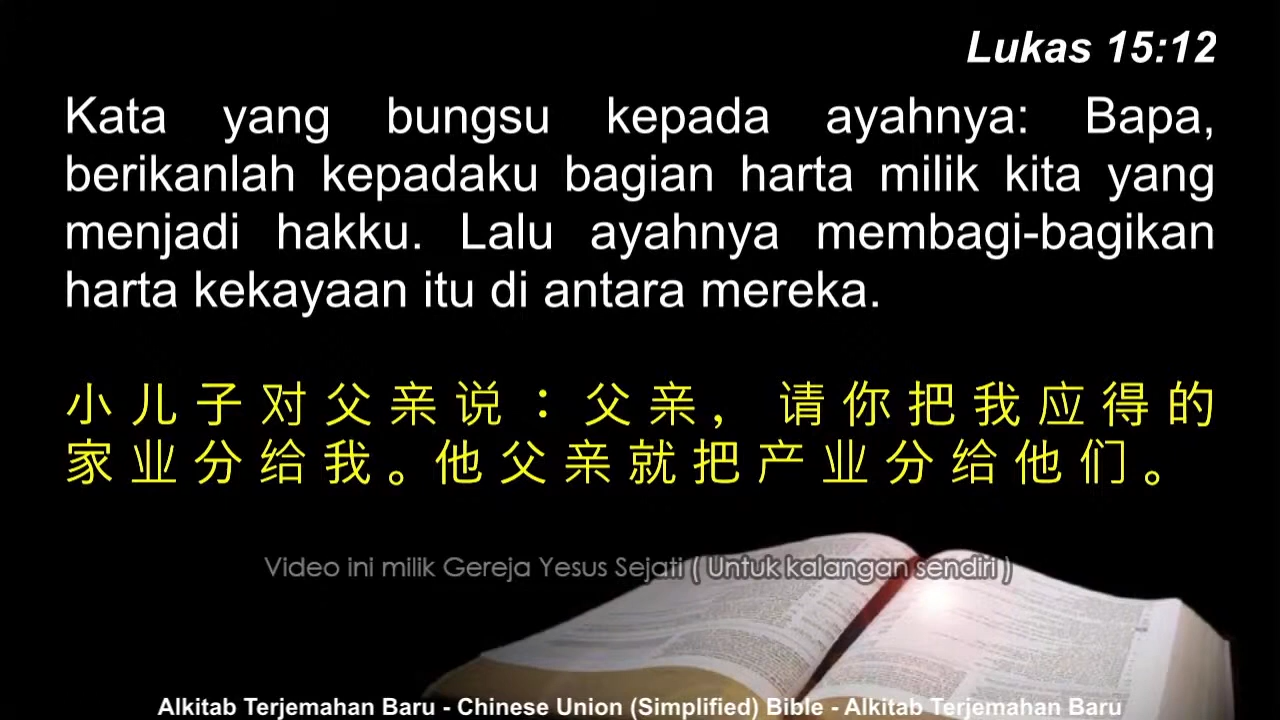 Lukas 15:12
Kata yang bungsu kepada ayahnya: Bapa,
berikanlah kepadaku bagian harta milik kita yang
menjadi hakku. Lalu ayahnya membagi-bagikan
harta kekayaan itu di antara mereka.
小儿子对父亲说：父亲，请你把我应得的
家业分给我。他父亲就把产业分给他们。
Video ini milik Gereja Yesus Sejati ( Untuk kalangan sendiri )
Alkitab Terjemahan Baru - Chinese Union (Simplified) Bible - Alkitab Terjemahan Baru